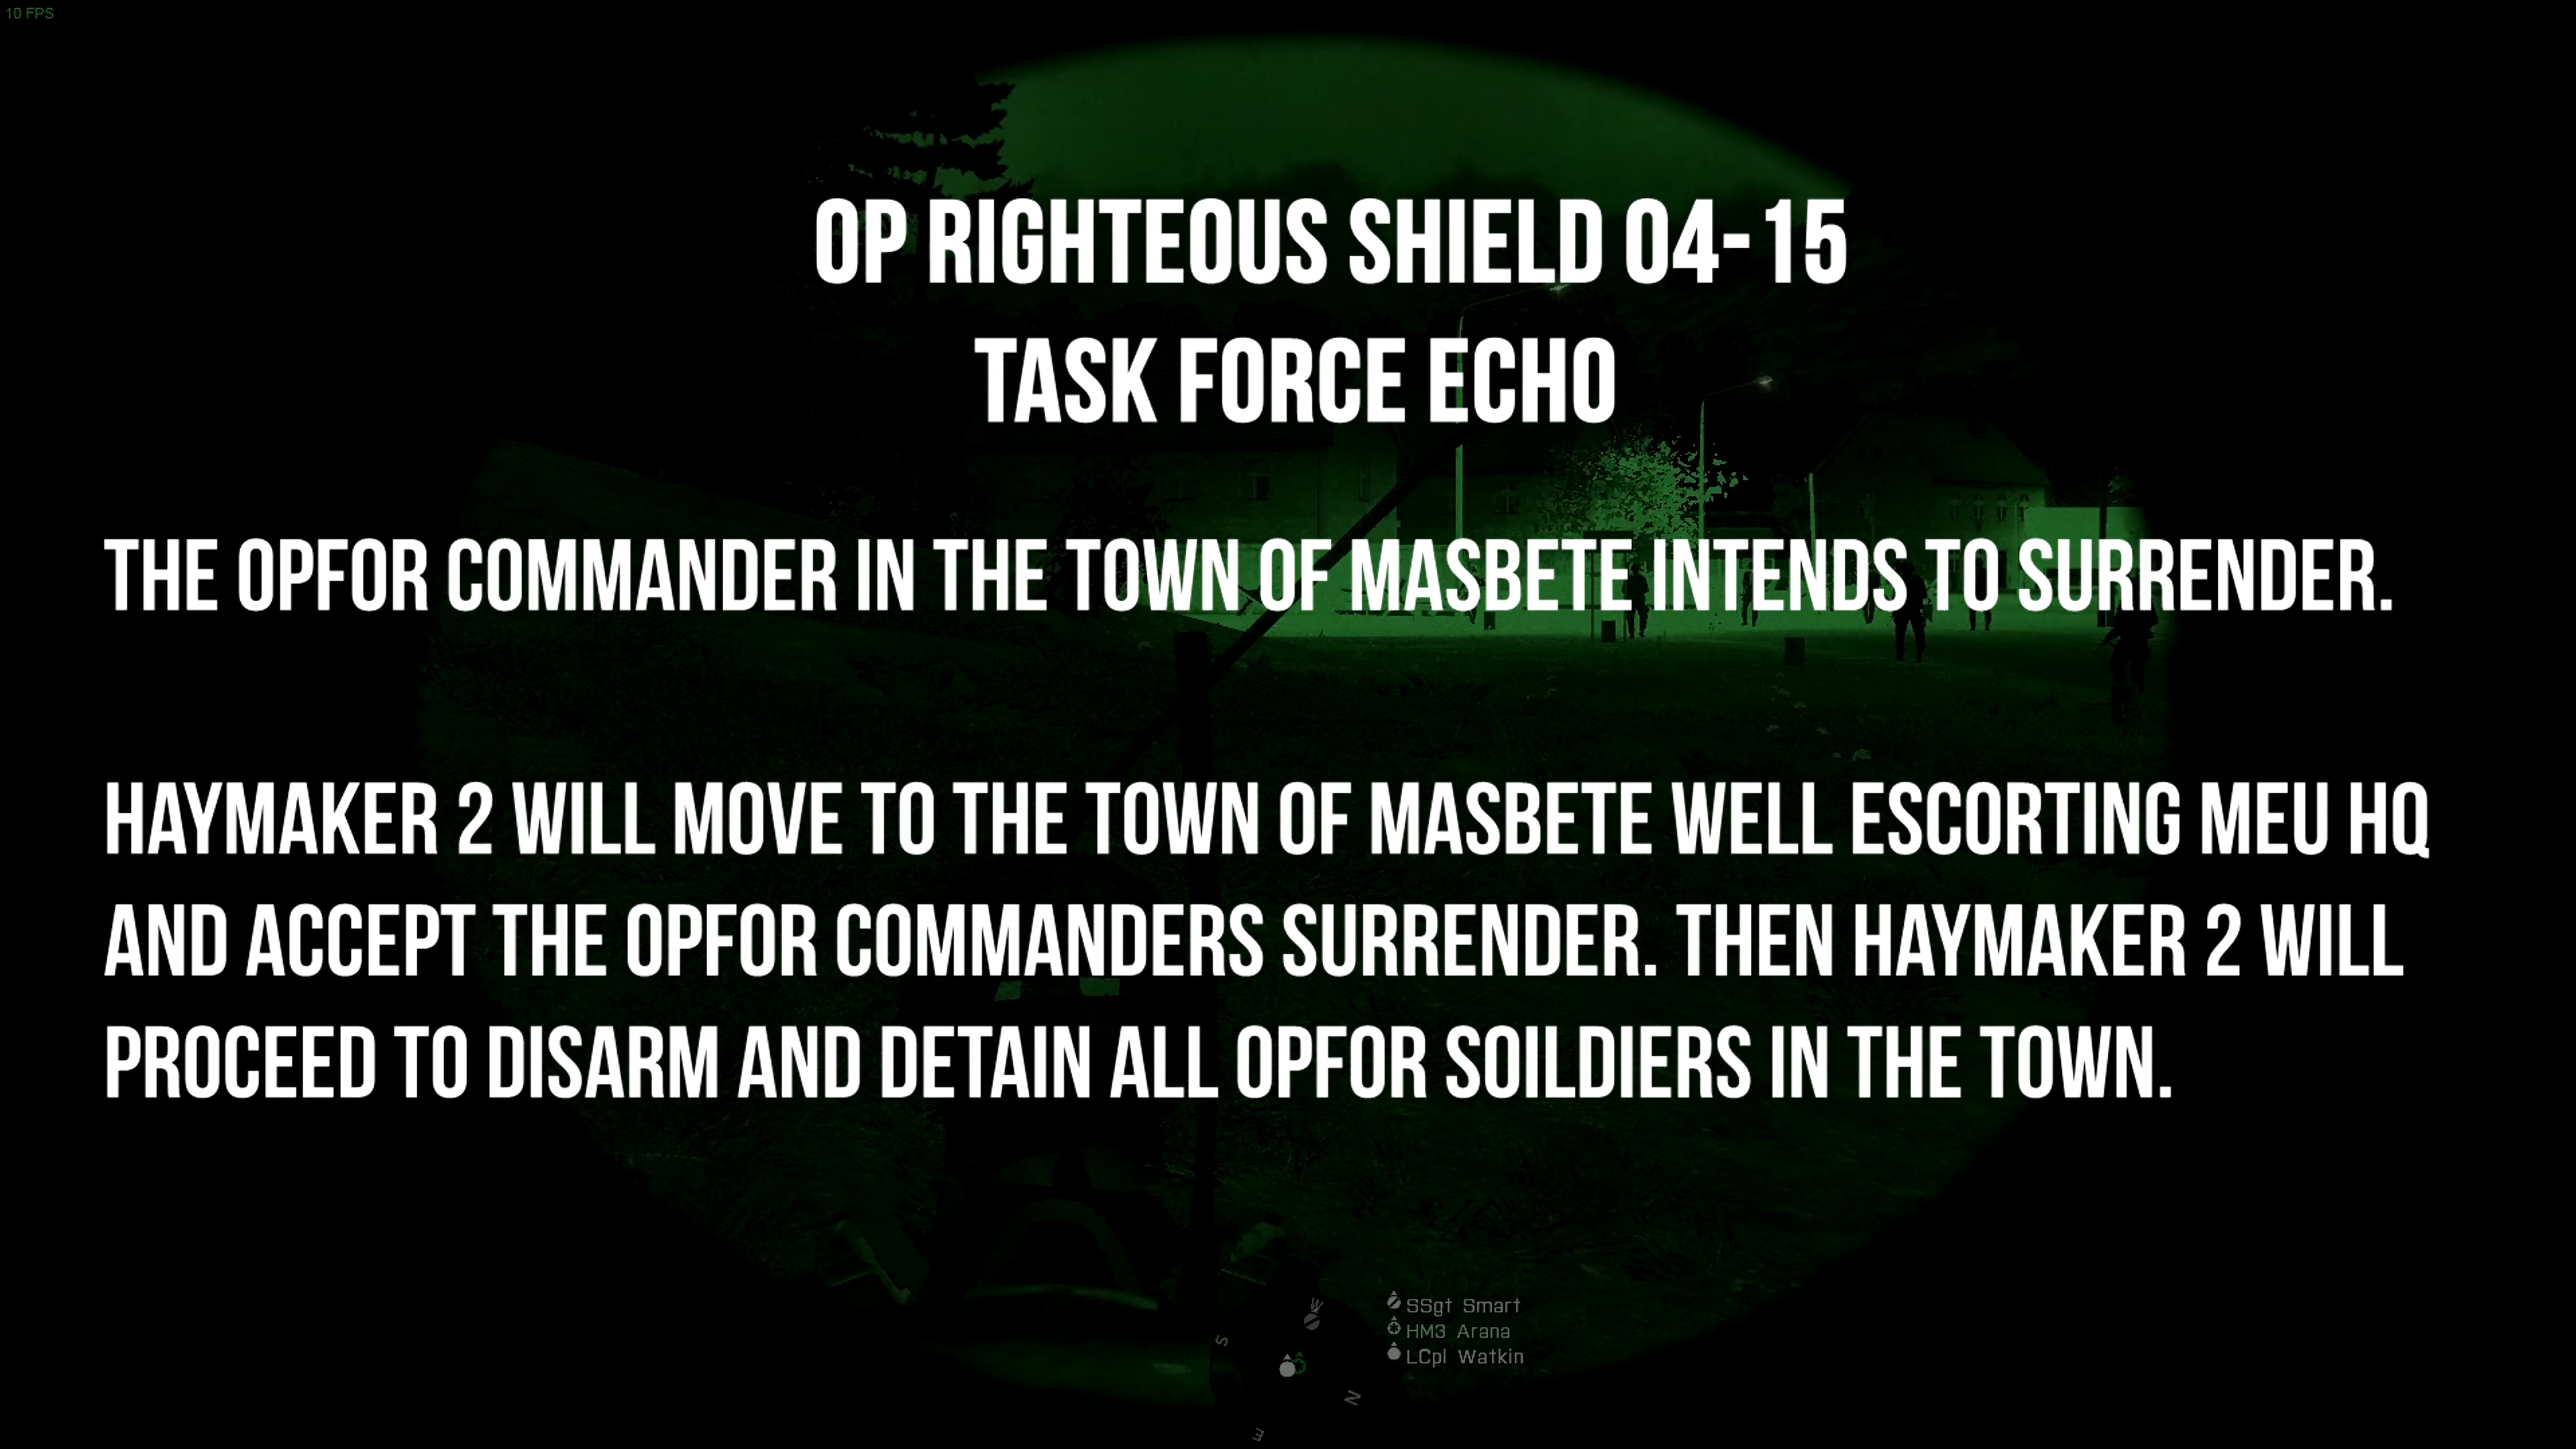 10 FPS
OP RIGHTEOUS SHIELD 04-15
TASK FORCE ECHO
THE OPFOR COMMANDER IN THE TOWN OF MASBETE INTENDS TO SURRENDER.
HAYMAKER 2 WILL MOVE TO THE TOWN OF MASBETE WELL ESCORTING MEU HQ
AND ACCEPT THE OPFOR COMMANDERS SURRENDER. THEN HAYMAKER 2 WILL
PROCEED TO DISARM AND DETAIN ALL OPFOR SOILDIERS IN THE TOWN.
SSgt Smart
HM3 Arana
LCpl Watkin
S
N
E